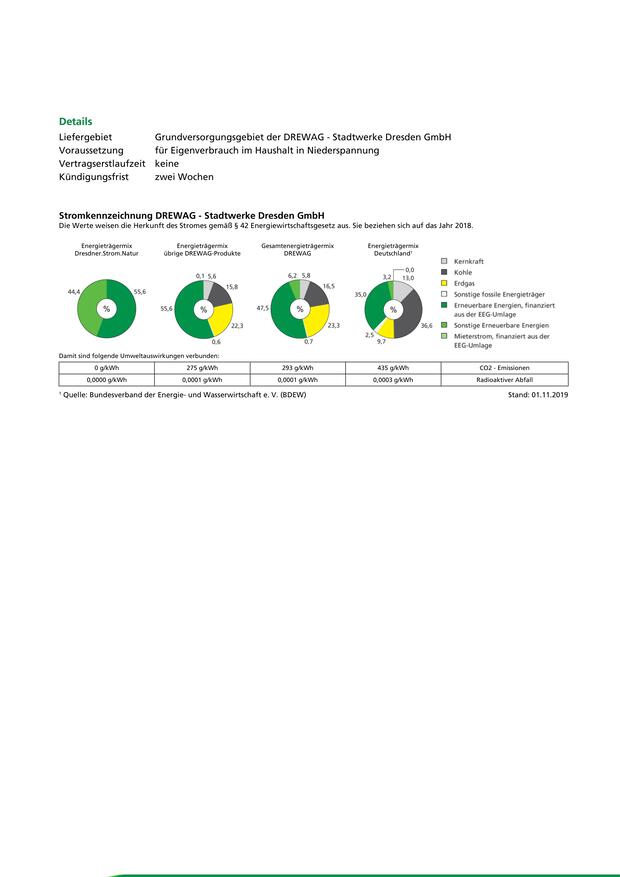 Details
Liefergebiet Grundversorgungsgebiet der DREWAG - Stadtwerke Dresden GmbH
Voraussetzung für Eigenverbrauch im Haushalt in Niederspannung
Vertragserstlaufzeit keine
Kündigungsfrist zwei Wochen
Stromkennzeichnung DREWAG - Stadtwerke Dresden GmbH
Die Werte weisen die Herkunft des Stromes gemäß § 42 Energiewirtschaftsgesetz aus. Sie beziehen sich auf das Jahr 2018.
Energieträgermix
Dresdner.Strom.Natur
44,4
55,6
%
Energieträgermix
übrige DREWAG-Produkte
0,1 5,6
15,8
55,6
%
22,3
0,6
Gesamtenergieträgermix
DREWAG
6,2 5,8
16,5
47,5
%
23,3
0,7
Energieträgermix
Deutschland¹
0,0
3,2 13,0
35,0
%
36,6
2,5
9,7
Kernkraft
Kohle
Erdgas
Sonstige fossile Energieträger
Erneuerbare Energien, finanziert
aus der EEG-Umlage
Sonstige Erneuerbare Energien
Mieterstrom, finanziert aus der
EEG-Umlage
Damit sind folgende Umweltauswirkungen verbunden:
0 g/kWh 275 g/kWh 293 g/kWh 435 g/kWh CO2 - Emissionen
0,0000 g/kWh 0,0001 g/kWh 0,0001 g/kWh 0,0003 g/kWh Radioaktiver Abfall
¹ Quelle: Bundesverband der Energie- und Wasserwirtschaft e. V. (BDEW) Stand: 01.11.2019